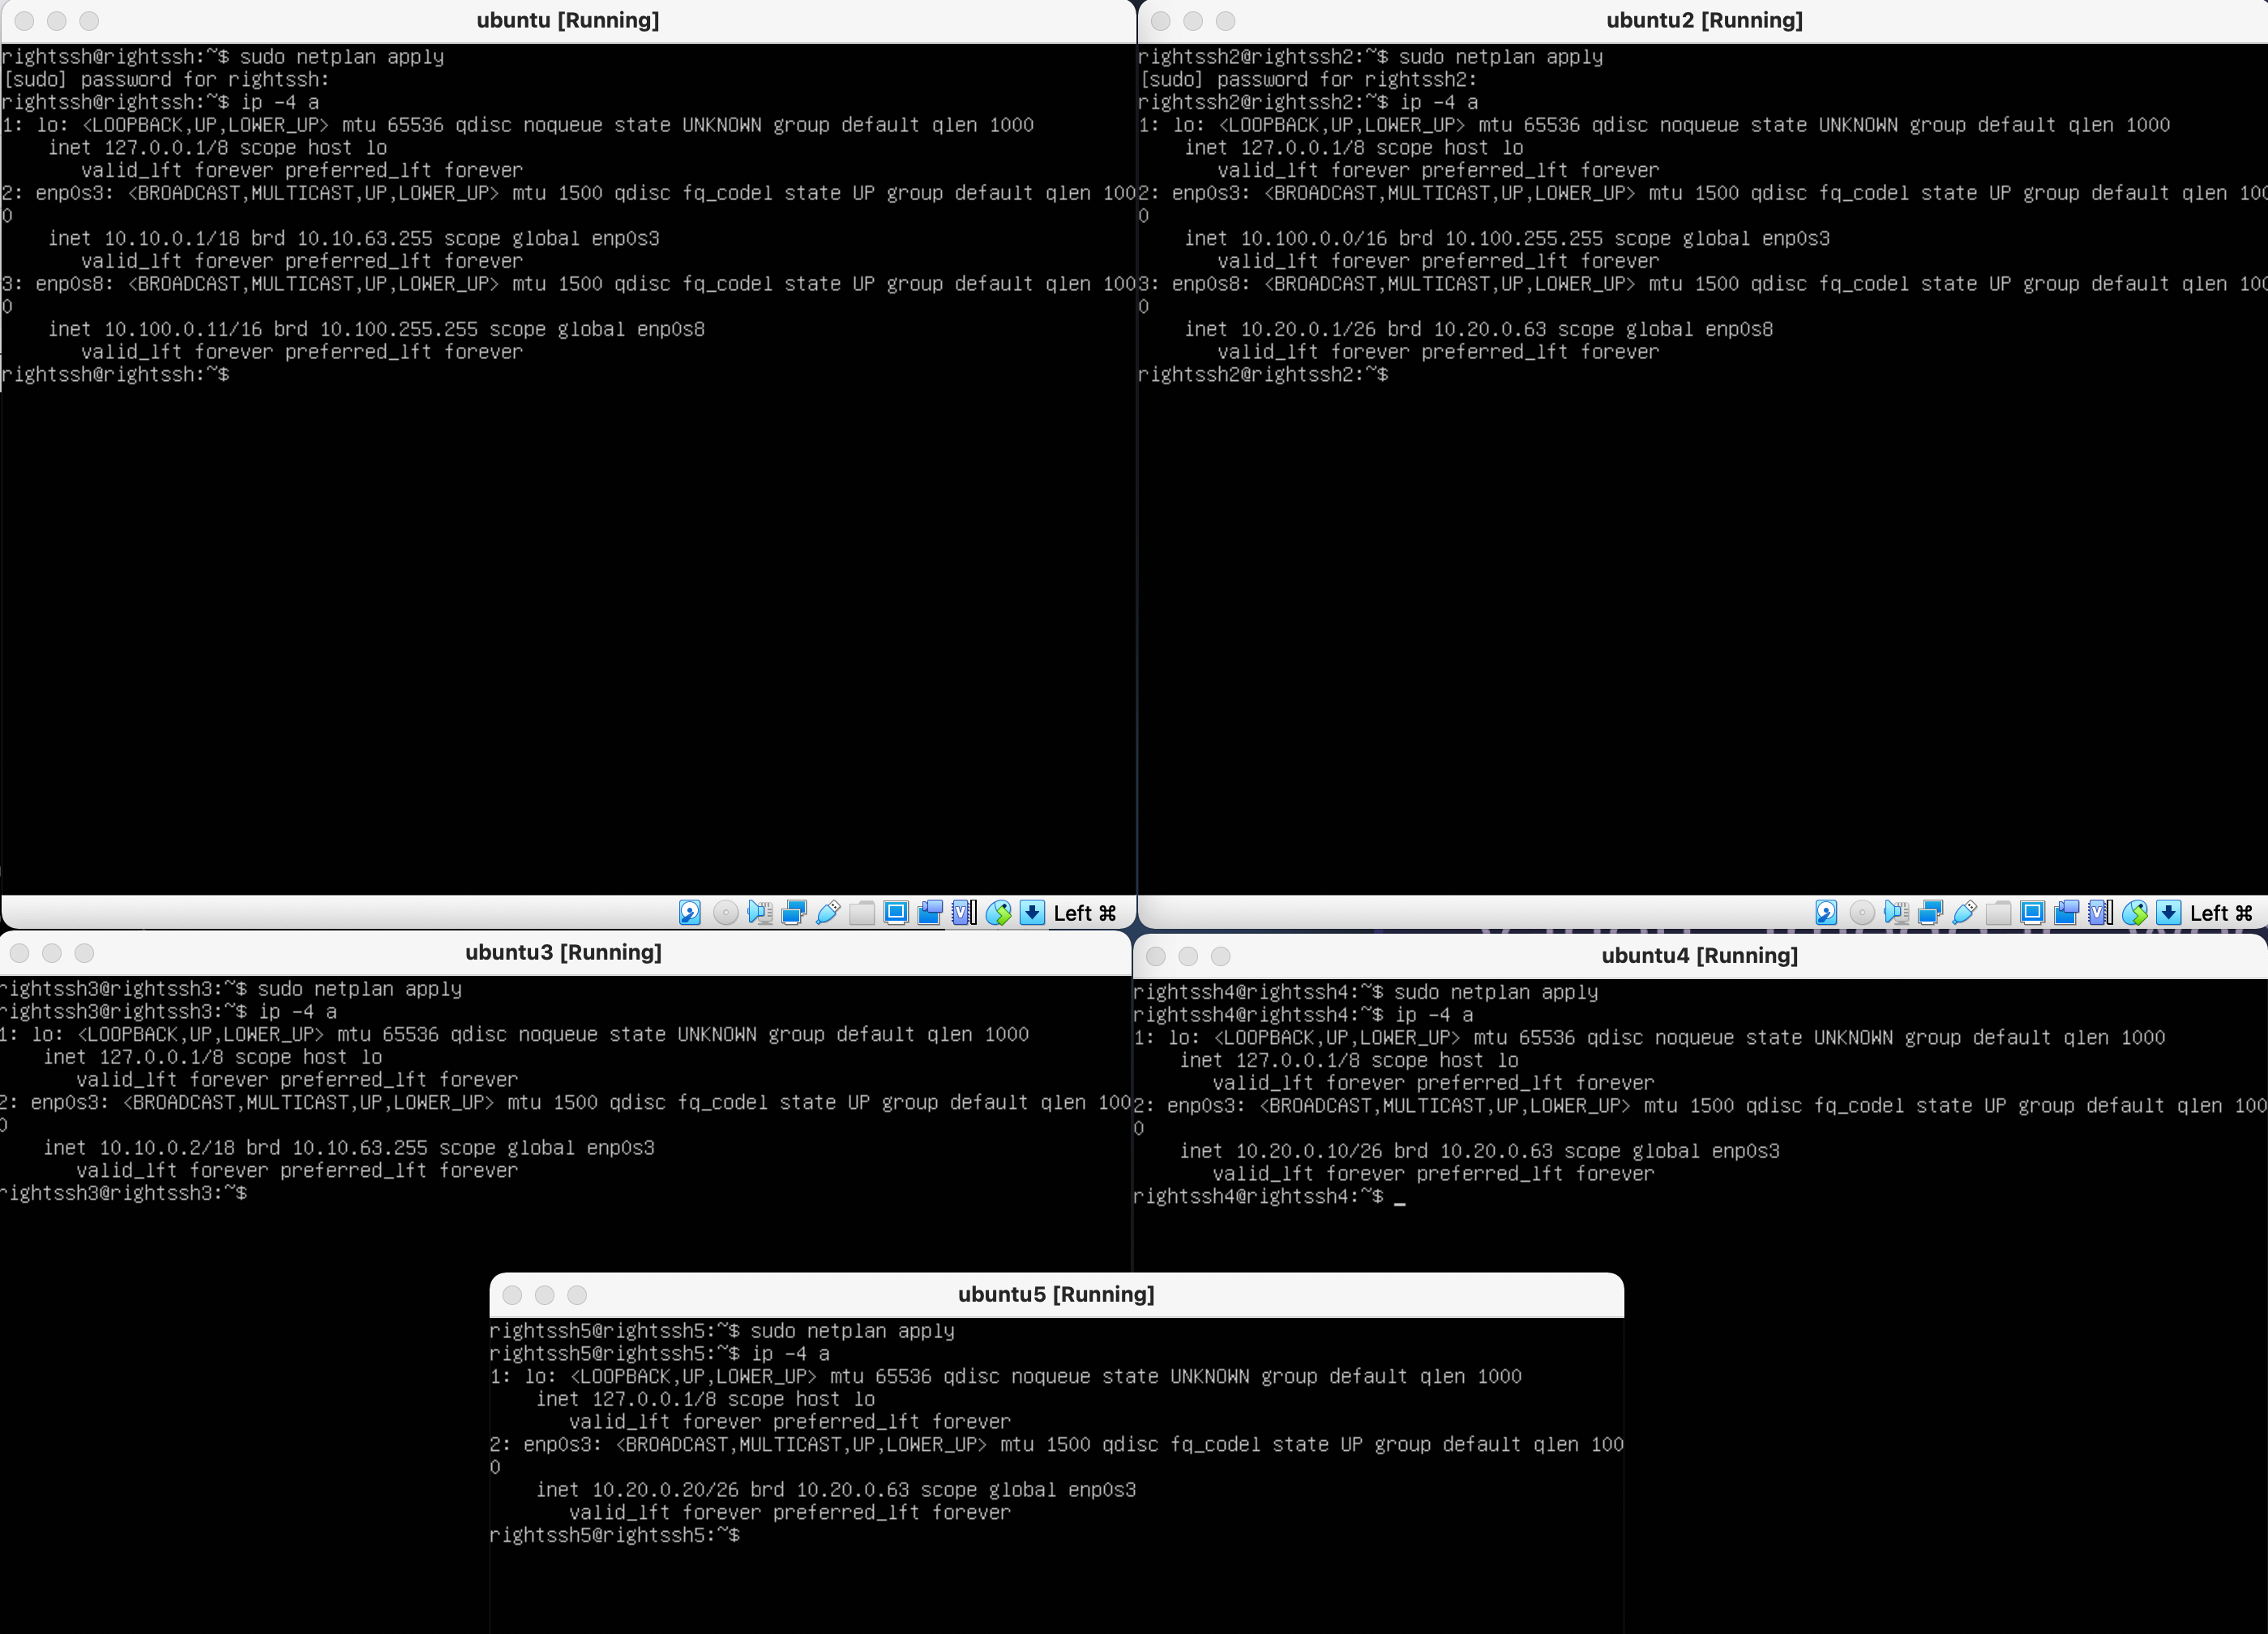 ubuntu [Running]
rightssh@rightssh:~$ sudo netplan apply
[sudo] password for rightssh:
rightssh@rightssh:~$ ip -4 a
1: lo: <LOOPBACK,UP,LOWER_UP> mtu 65536 qdisc noqueue state UNKNOWN group default qlen 1000
    inet 127.0.0.1/8 scope host lo
       valid_lft forever preferred_lft forever
2: enp0s3: <BROADCAST,MULTICAST,UP,LOWER_UP> mtu 1500 qdisc fq_codel state UP group default qlen 100
0
    inet 10.10.0.1/18 brd 10.10.63.255 scope global enp0s3
       valid_lft forever preferred_lft forever
3: enp0s8: <BROADCAST,MULTICAST,UP,LOWER_UP> mtu 1500 qdisc fq_codel state UP group default qlen 100
0
    inet 10.100.0.11/16 brd 10.100.255.255 scope global enp0s8
       valid_lft forever preferred_lft forever
rightssh@rightssh:~$
Left ⌘
ubuntu2 [Running]
rightssh2@rightssh2:~$ sudo netplan apply
[sudo] password for rightssh2:
rightssh2@rightssh2:~$ ip -4 a
1: lo: <LOOPBACK,UP,LOWER_UP> mtu 65536 qdisc noqueue state UNKNOWN group default qlen 1000
    inet 127.0.0.1/8 scope host lo
       valid_lft forever preferred_lft forever
2: enp0s3: <BROADCAST,MULTICAST,UP,LOWER_UP> mtu 1500 qdisc fq_codel state UP group default qlen 100
0
    inet 10.100.0.0/16 brd 10.100.255.255 scope global enp0s3
       valid_lft forever preferred_lft forever
3: enp0s8: <BROADCAST,MULTICAST,UP,LOWER_UP> mtu 1500 qdisc fq_codel state UP group default qlen 100
0
    inet 10.20.0.1/26 brd 10.20.0.63 scope global enp0s8
       valid_lft forever preferred_lft forever
rightssh2@rightssh2:~$
Left ⌘
ubuntu3 [Running]
rightssh3@rightssh3:~$ sudo netplan apply
rightssh3@rightssh3:~$ ip -4 a
1: lo: <LOOPBACK,UP,LOWER_UP> mtu 65536 qdisc noqueue state UNKNOWN group default qlen 1000
    inet 127.0.0.1/8 scope host lo
       valid_lft forever preferred_lft forever
2: enp0s3: <BROADCAST,MULTICAST,UP,LOWER_UP> mtu 1500 qdisc fq_codel state UP group default qlen 100
0
    inet 10.10.0.2/18 brd 10.10.63.255 scope global enp0s3
       valid_lft forever preferred_lft forever
rightssh3@rightssh3:~$
ubuntu4 [Running]
rightssh4@rightssh4:~$ sudo netplan apply
rightssh4@rightssh4:~$ ip -4 a
1: lo: <LOOPBACK,UP,LOWER_UP> mtu 65536 qdisc noqueue state UNKNOWN group default qlen 1000
    inet 127.0.0.1/8 scope host lo
       valid_lft forever preferred_lft forever
2: enp0s3: <BROADCAST,MULTICAST,UP,LOWER_UP> mtu 1500 qdisc fq_codel state UP group default qlen 100
0
    inet 10.20.0.10/26 brd 10.20.0.63 scope global enp0s3
       valid_lft forever preferred_lft forever
rightssh4@rightssh4:~$ _
ubuntu5 [Running]
rightssh5@rightssh5:~$ sudo netplan apply
rightssh5@rightssh5:~$ ip -4 a
1: lo: <LOOPBACK,UP,LOWER_UP> mtu 65536 qdisc noqueue state UNKNOWN group default qlen 1000
    inet 127.0.0.1/8 scope host lo
       valid_lft forever preferred_lft forever
2: enp0s3: <BROADCAST,MULTICAST,UP,LOWER_UP> mtu 1500 qdisc fq_codel state UP group default qlen 100
0
    inet 10.20.0.20/26 brd 10.20.0.63 scope global enp0s3
       valid_lft forever preferred_lft forever
rightssh5@rightssh5:~$